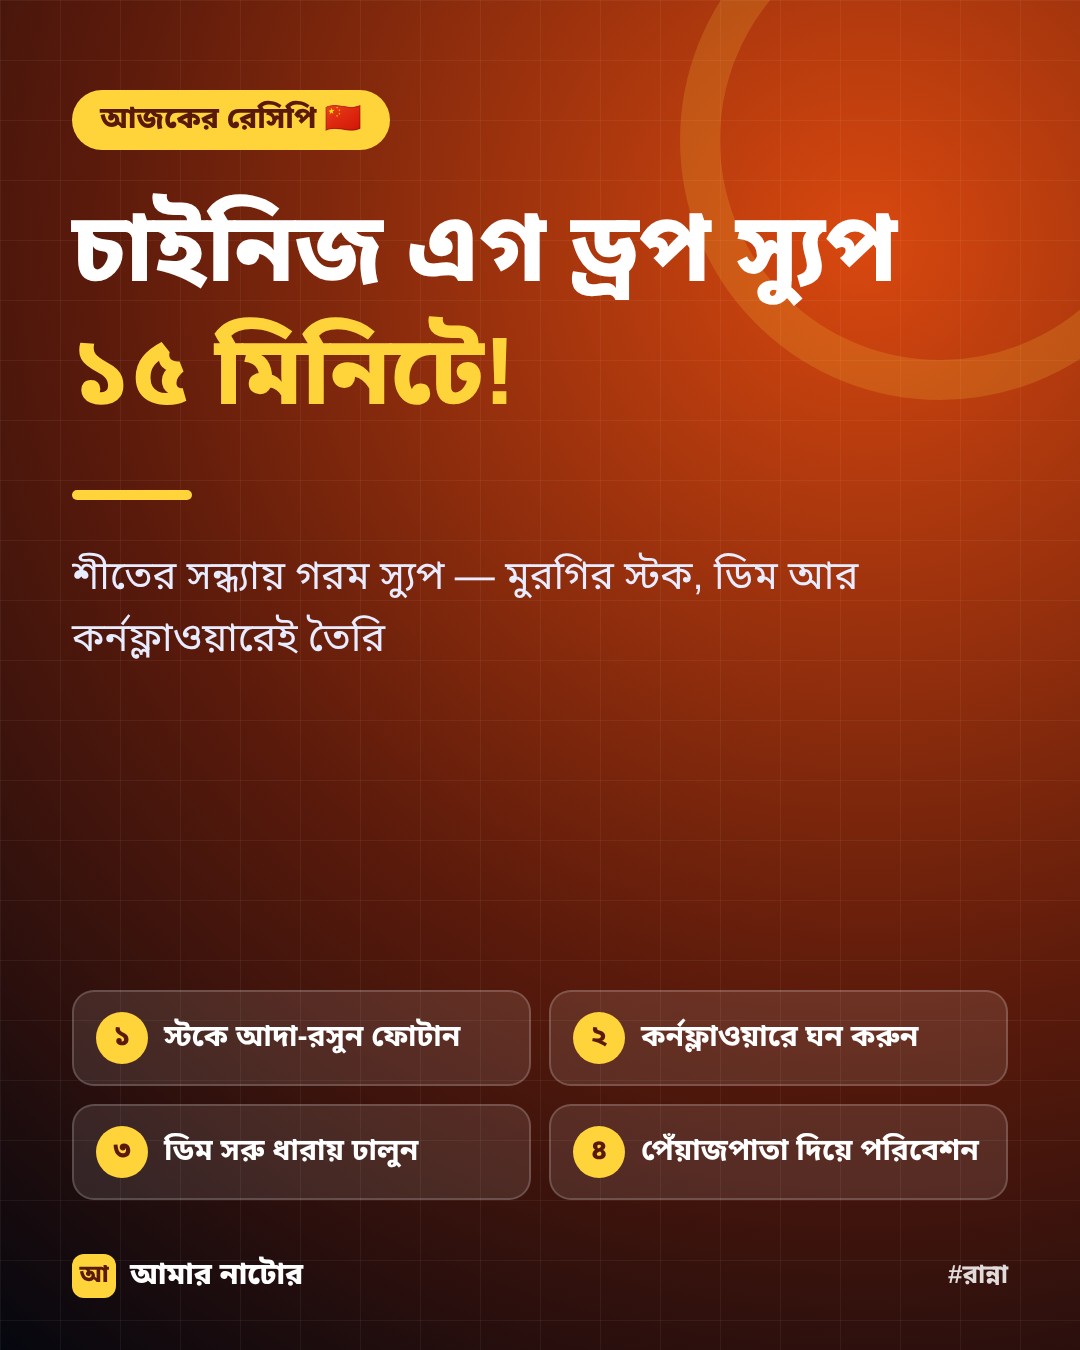 আজকের রেসিপি 🇨🇳
চাইনিজ এগ ড্রপ স্যুপ
১৫ মিনিটে!
শীতের সন্ধ্যায় গরম স্যুপ — মুরগির স্টক, ডিম আর
কর্নফ্লাওয়ারেই তৈরি
১ স্টকে আদা-রসুন ফোটান
২ কর্নফ্লাওয়ারে ঘন করুন
৩ ডিম সরু ধারায় ঢালুন
৪ পেঁয়াজপাতা দিয়ে পরিবেশন
আ আমার নাটোর
#রান্না